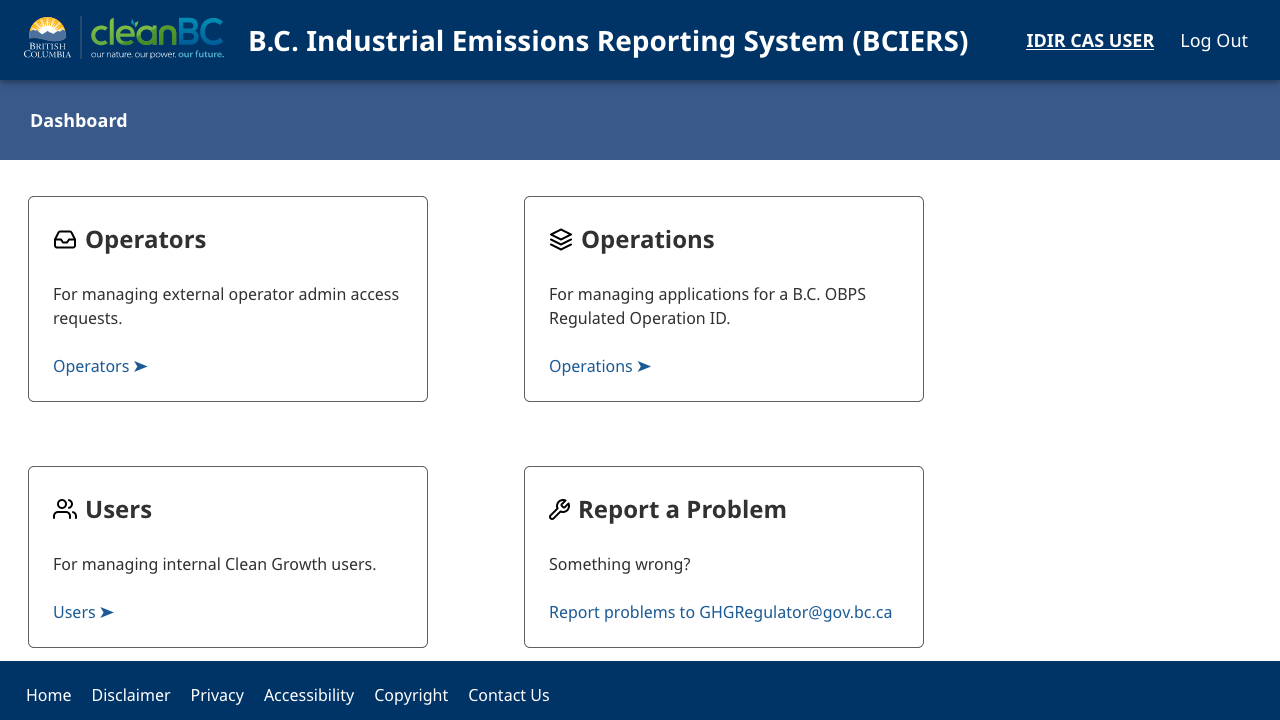 BRITISH
COLUMBIA
cleanBC
our nature. our power. our future.
B.C. Industrial Emissions Reporting System (BCIERS)
IDIR CAS USER
Log Out
Dashboard
Operators
For managing external operator admin access
requests.
Operators ➤
Operations
For managing applications for a B.C. OBPS
Regulated Operation ID.
Operations ➤
Users
For managing internal Clean Growth users.
Users ➤
Report a Problem
Something wrong?
Report problems to GHGRegulator@gov.bc.ca
Home Disclaimer Privacy Accessibility Copyright Contact Us